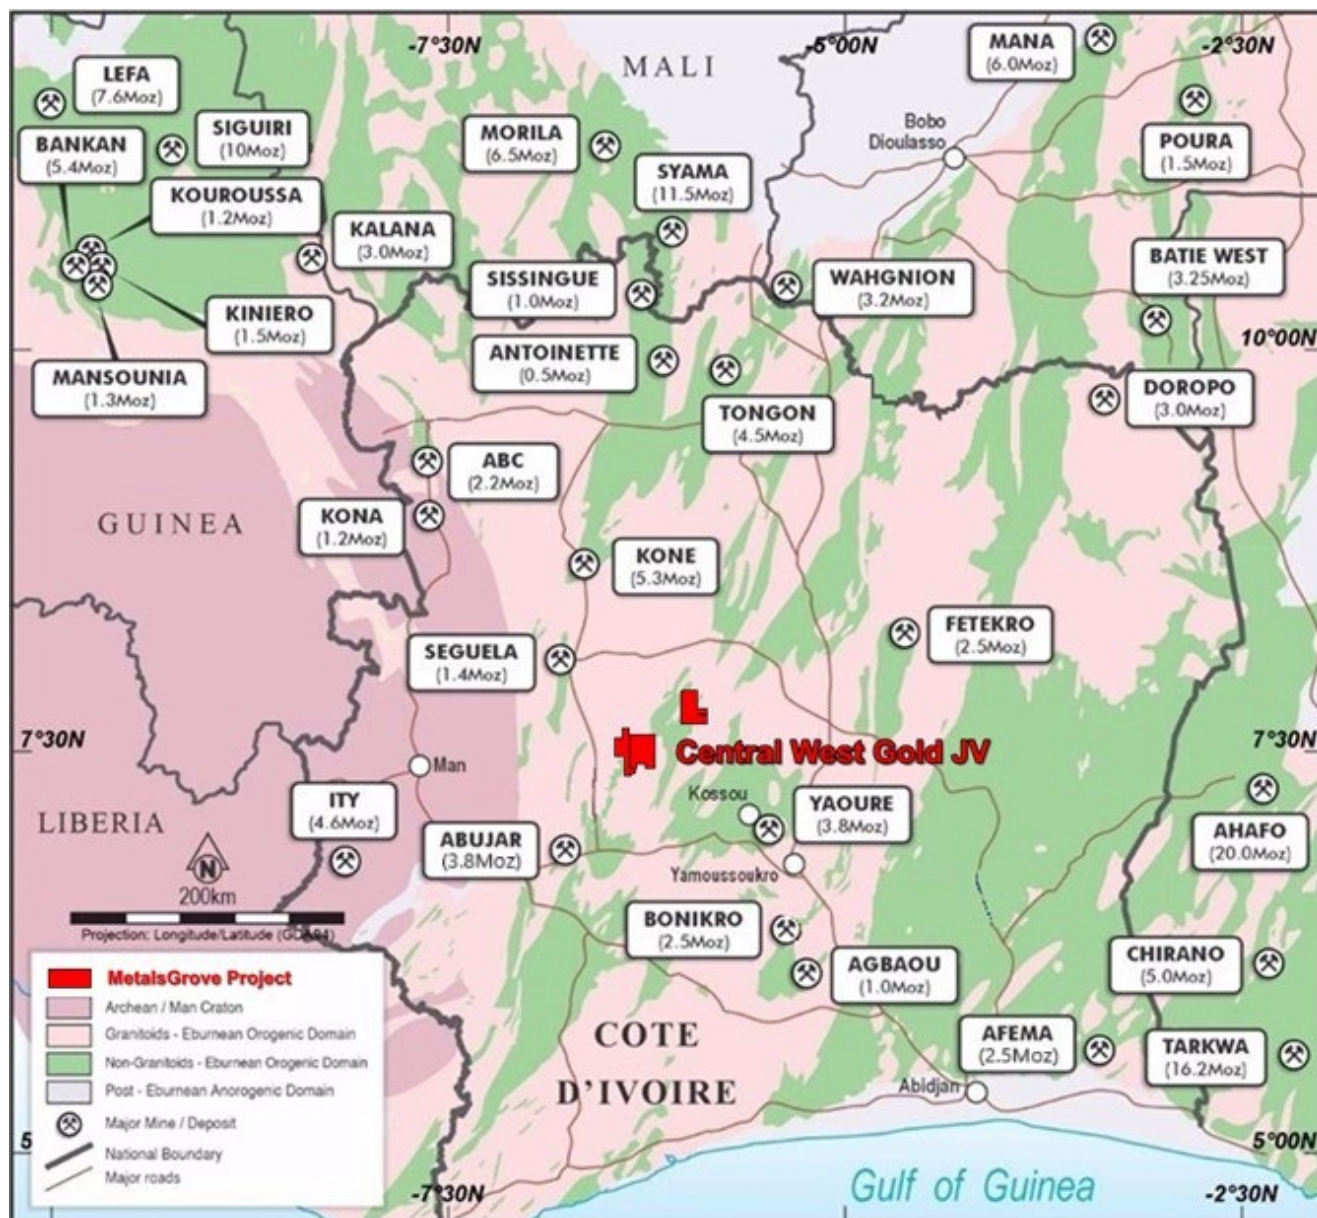 -7°30N
-5°00N
-2°30N
MALI
MANA
(6.0Moz)
LEFA
(7.6Moz)
SIGUIRI
(10Moz)
BANKAN
(5.4Moz)
MORILA
(6.5Moz)
Bobo
Dioulasso
POURA
(1.5Moz)
SYAMA
(11.5Moz)
KOUROUSSA
(1.2Moz)
KALANA
(3.0Moz)
SISSINGUE
(1.0Moz)
WAHGNION
(3.2Moz)
BATIE WEST
(3.25Moz)
KINIERO
(1.5Moz)
10°00N
ANTOINETTE
(0.5Moz)
MANSOUNIA
(1.3Moz)
TONGON
(4.5Moz)
DOROPO
(3.0Moz)
ABC
(2.2Moz)
GUINEA
KONA
(1.2Moz)
KONE
(5.3Moz)
FETEKRO
(2.5Moz)
SEGUELA
(1.4Moz)
7°30N
Central West Gold JV
7°30N
Man
Kossou
ITY
(4.6Moz)
YAOURE
(3.8Moz)
LIBERIA
ABUJAR
(3.8Moz)
AHAFO
(20.0Moz)
N
200km
Yamoussoukro
Projection: Longitude/Latitude (GDA94)
BONIKRO
(2.5Moz)
AGBAOU
(1.0Moz)
CHIRANO
(5.0Moz)
MetalsGrove Project
Archean / Man Craton
Granitoids - Eburnean Orogenic Domain
Non-Granitoids - Eburnean Orogenic Domain
Post - Eburnean Anorogenic Domain
Major Mine / Deposit
National Boundary
Major roads
COTE
D'IVOIRE
AFEMA
(2.5Moz)
TARKWA
(16.2Moz)
Abidjan
5
5°00N
-7°30N
Gulf of Guinea
-2°30N